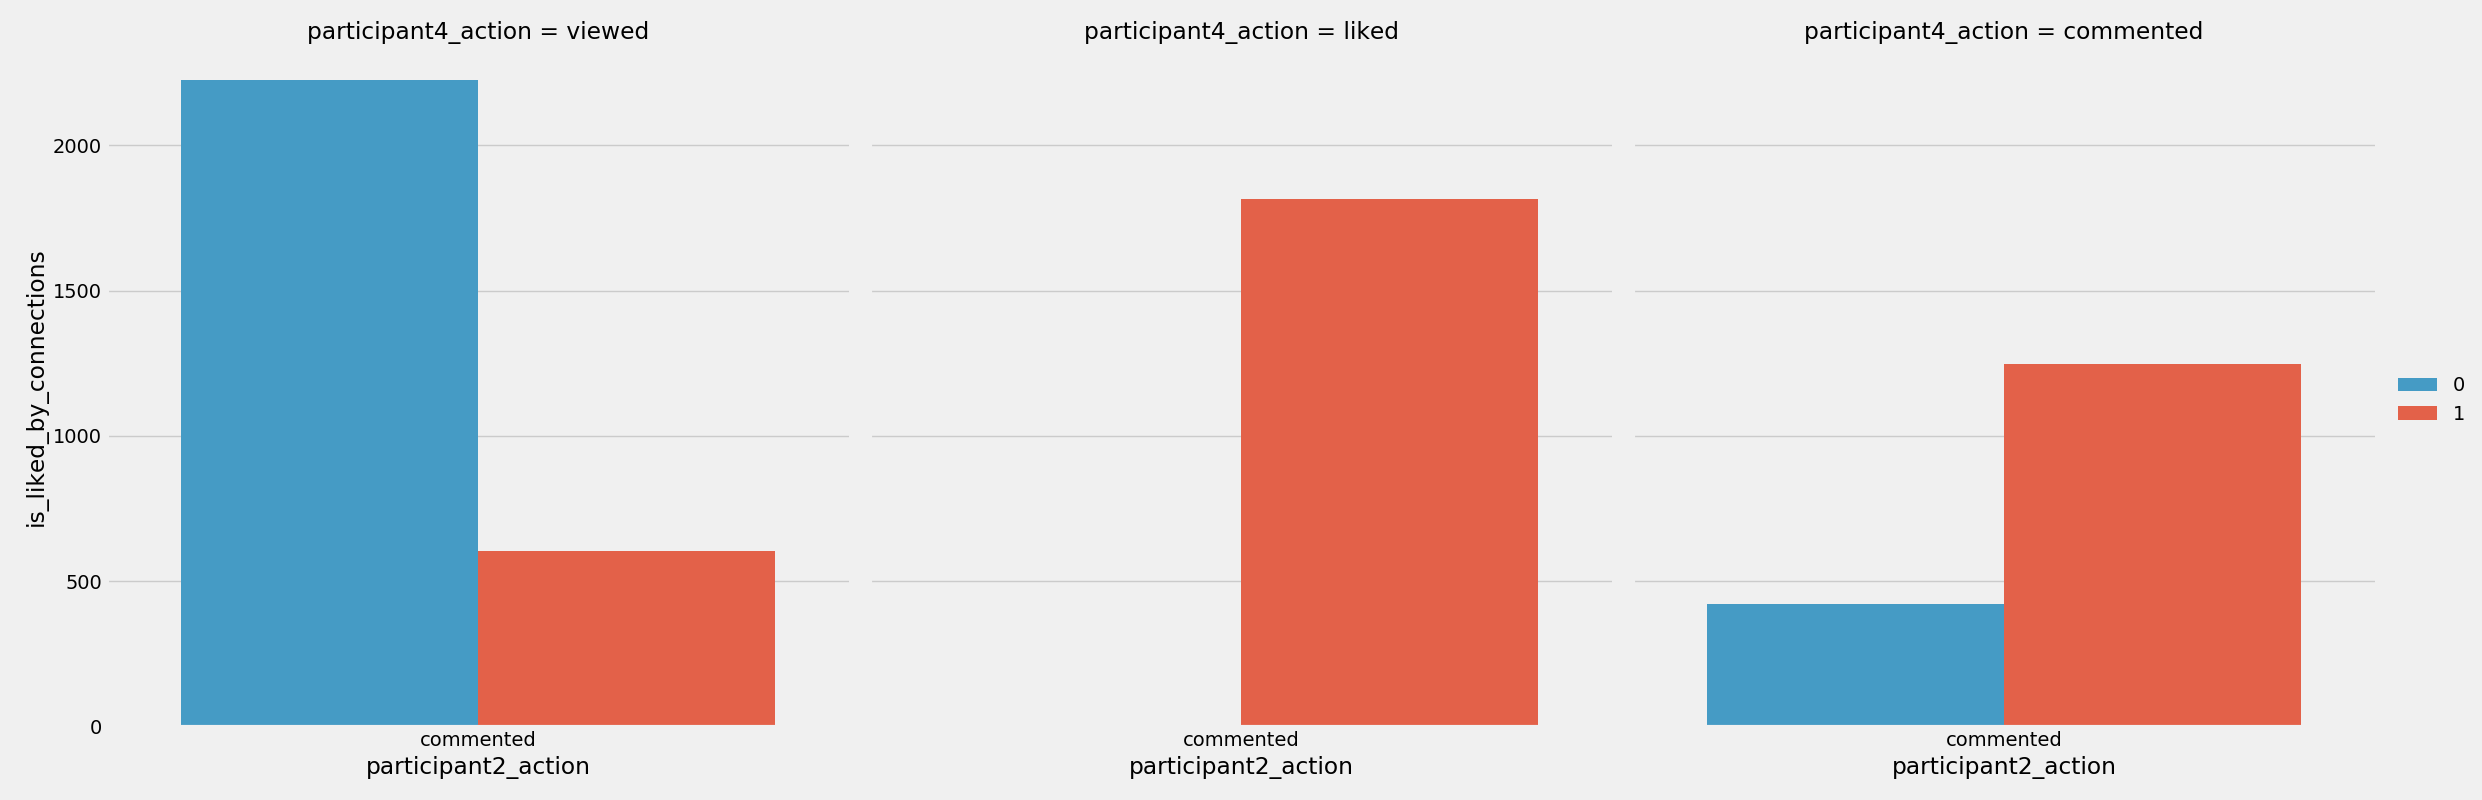 participant4_action = viewed
participant4_action = liked
participant4_action = commented
is_liked_by_connections
2000
1500
1000
500
0
commented
commented
commented
participant2_action
participant2_action
participant2_action
0
1